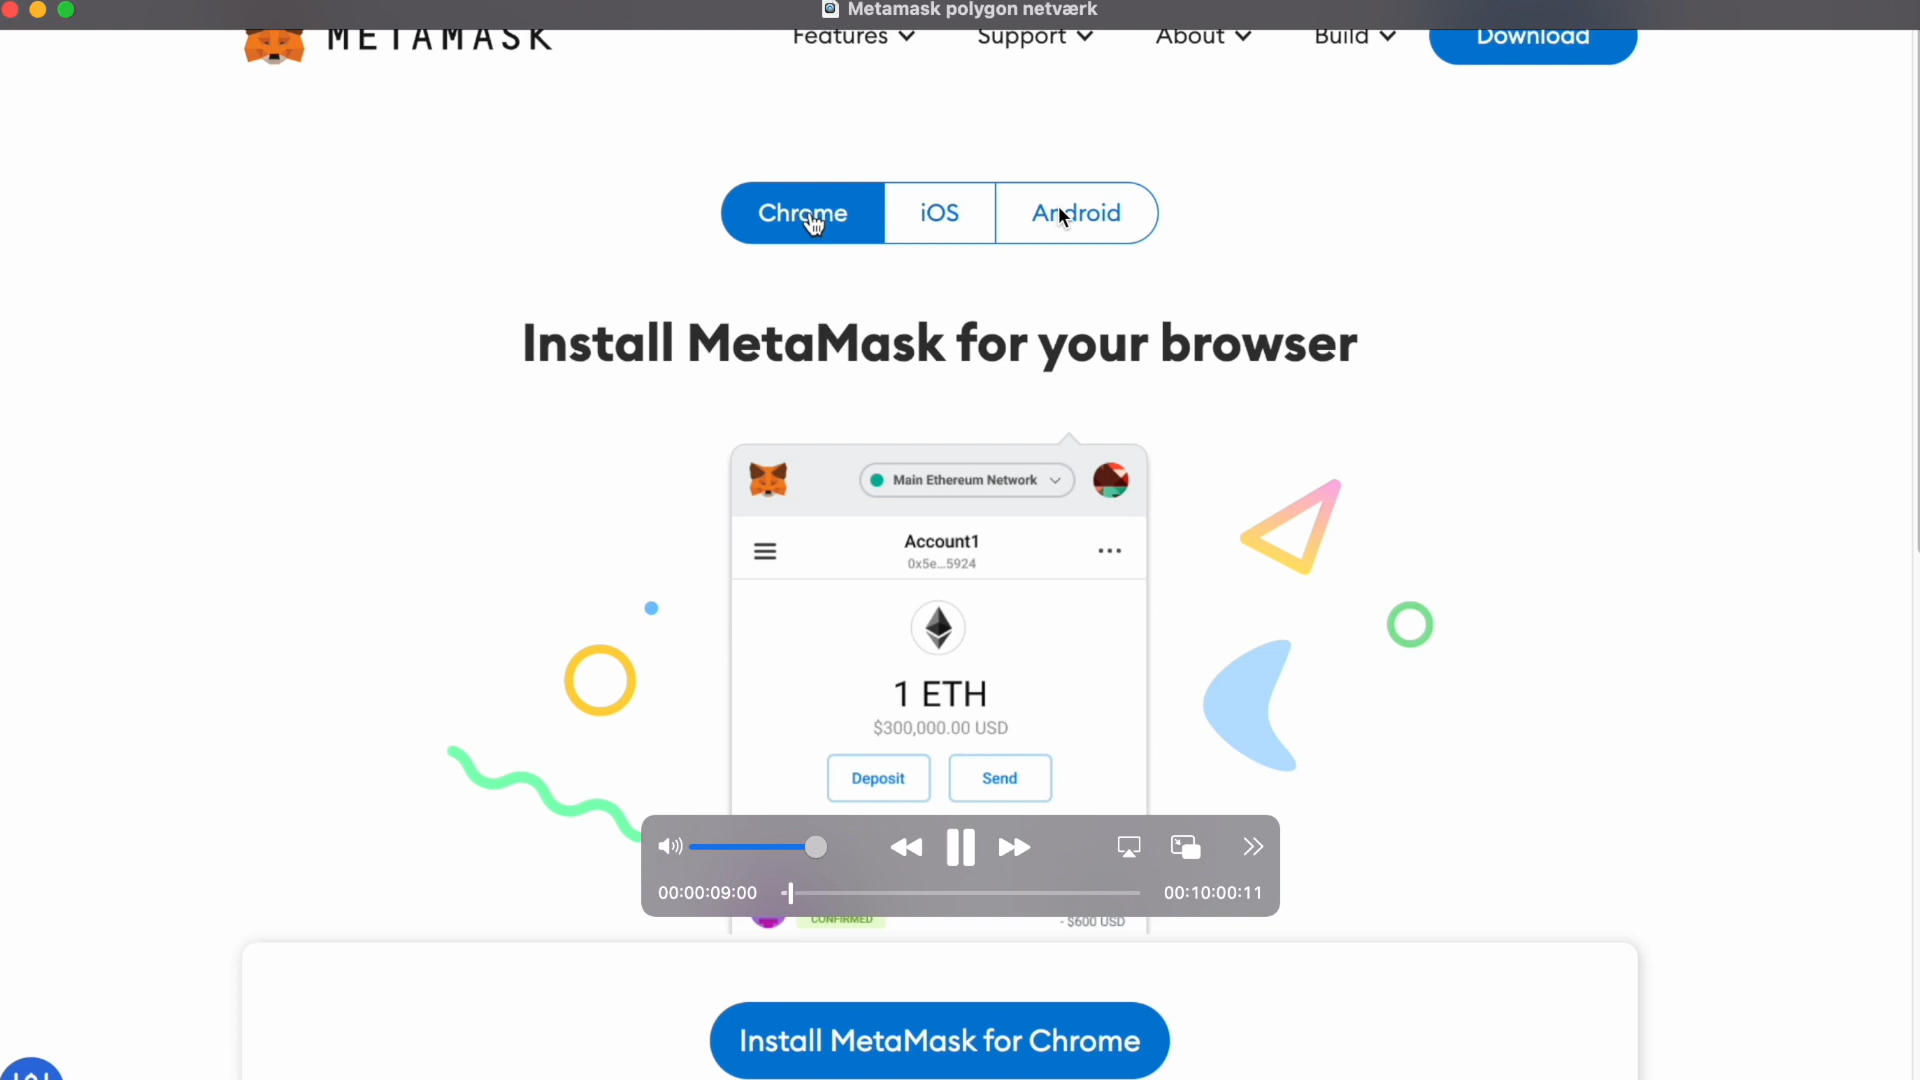 Metamask polygon netværk
METAMASK
Features
Support
About
Build
Download
Chrome
iOS
Android
Install MetaMask for your browser
Main Ethereum Network
Account1
0x5e...5924
1 ETH
$300,000.00 USD
Deposit
Send
00:00:09:00
00:10:00:11
CONFIRMED
- $600 USD
Install MetaMask for Chrome